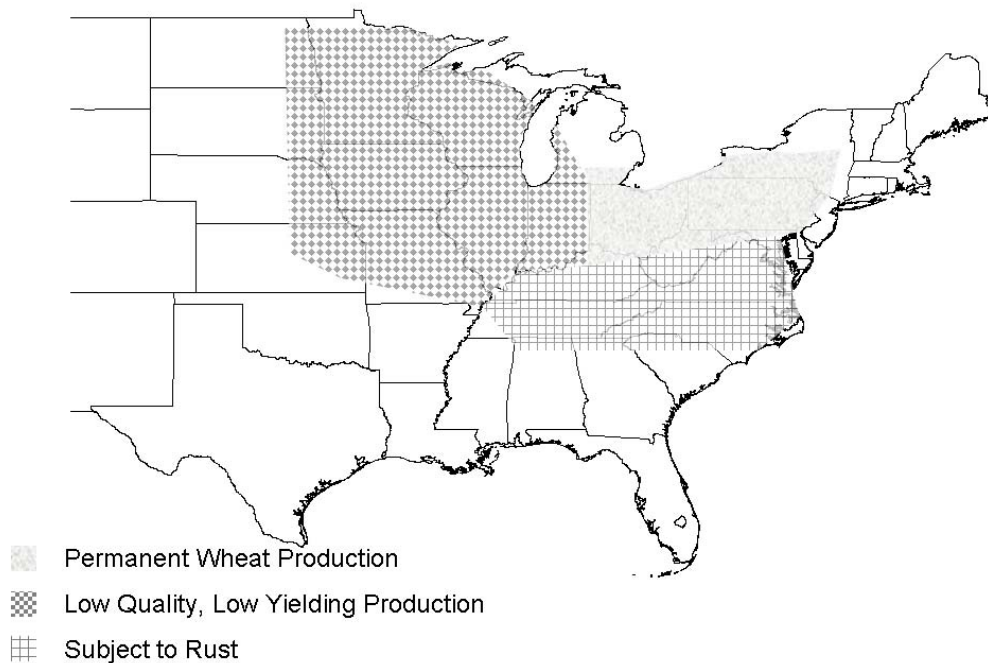 Permanent Wheat Production
Low Quality, Low Yielding Production
Subject to Rust